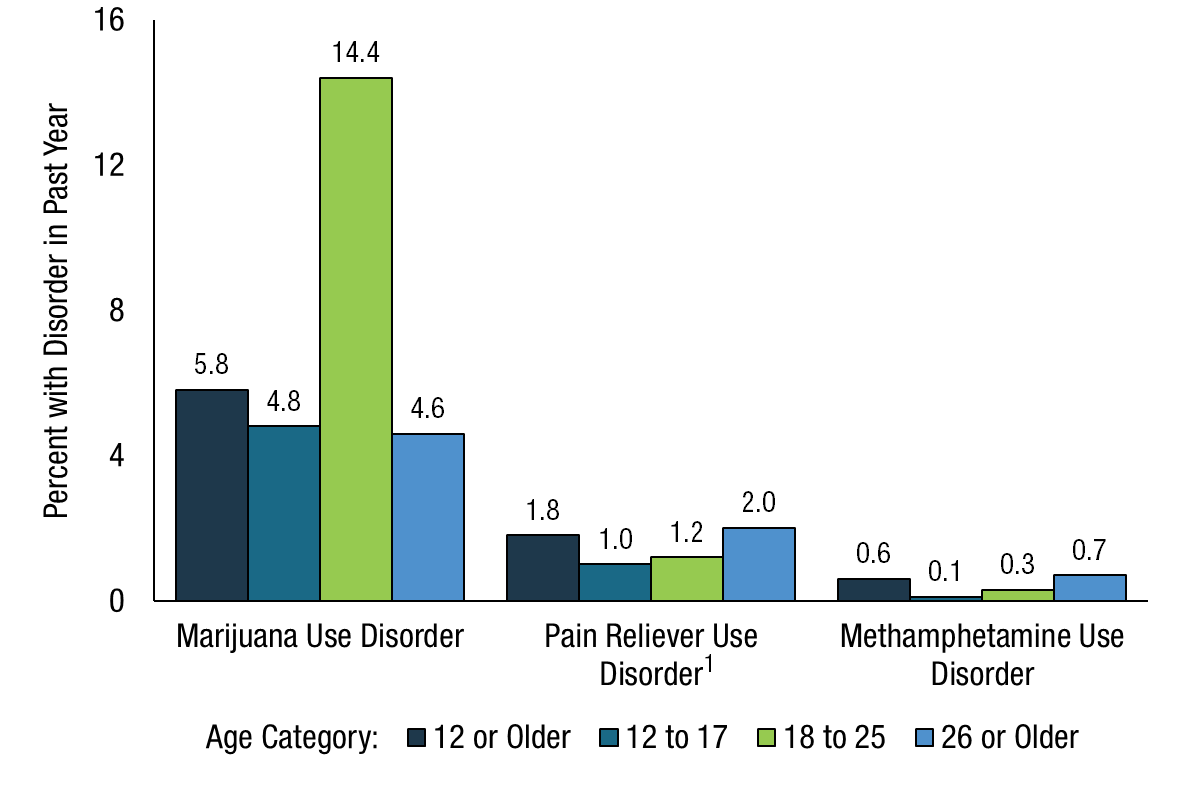 Percent with Disorder in Past Year
16
12
8
4
0
5.8
4.8
14.4
4.6
1.8
1.0
1.2
2.0
0.6
0.1
0.3
0.7
Marijuana Use Disorder
Pain Reliever Use
Disorder1
Methamphetamine Use
Disorder
Age Category: 12 or Older 12 to 17 18 to 25 26 or Older